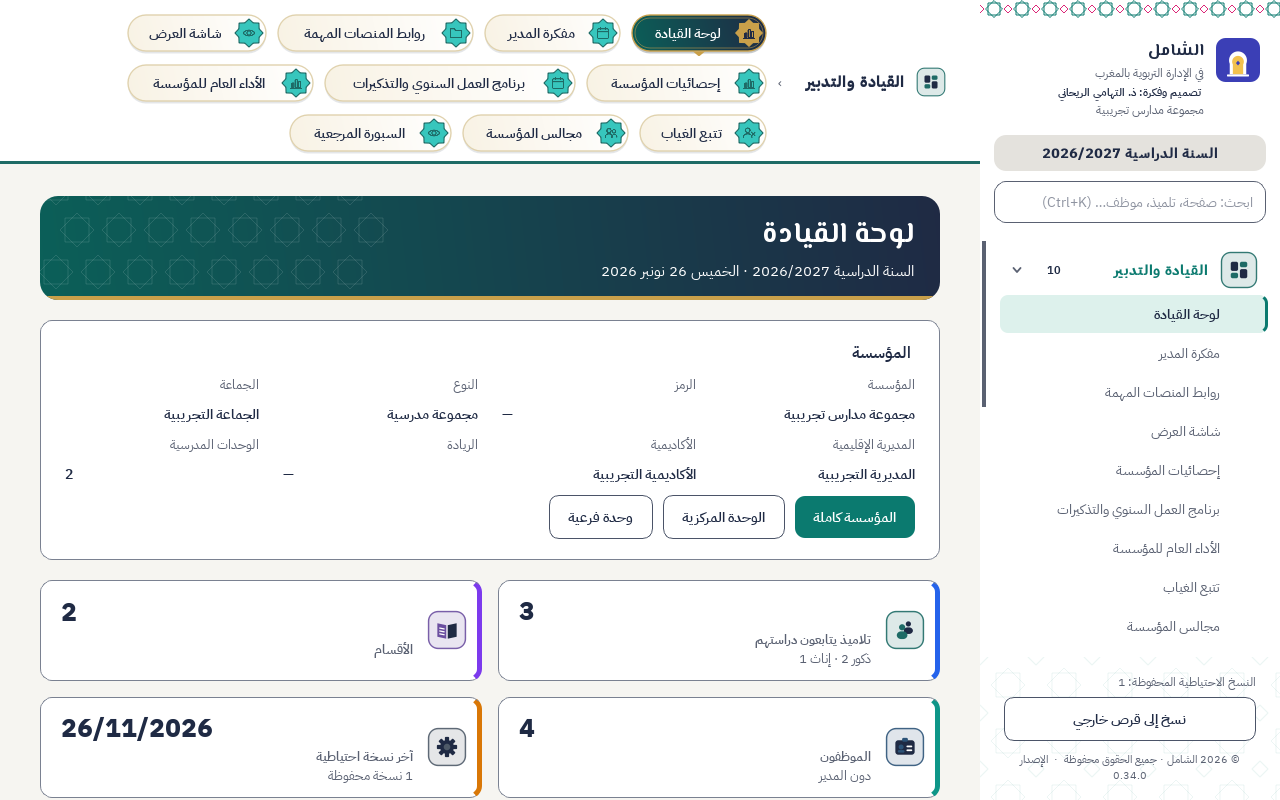 الشامل
في الإدارة التربوية بالمغرب
تصميم وفكرة: ذ. التهامي الريحاني
مجموعة مدارس تجريبية
السنة الدراسية 2026/2027
ابحث: صفحة، تلميذ، موظف... (Ctrl+K)
القيادة والتدبير 10
لوحة القيادة
مفكرة المدير
روابط المنصات المهمة
شاشة العرض
إحصائيات المؤسسة
برنامج العمل السنوي والتذكيرات
الأداء العام للمؤسسة
تتبع الغياب
مجالس المؤسسة
النسخ الاحتياطية المحفوظة: 1
نسخ إلى قرص خارجي
© 2026 الشامل · جميع الحقوق محفوظة · الإصدار
0.34.0
القيادة والتدبير ›
لوحة القيادة مفكرة المدير روابط المنصات المهمة شاشة العرض
إحصائيات المؤسسة برنامج العمل السنوي والتذكيرات الأداء العام للمؤسسة
تتبع الغياب مجالس المؤسسة السبورة المرجعية
لوحة القيادة
السنة الدراسية 2026/2027 · الخميس 26 نونبر 2026
المؤسسة
المؤسسة الرمز النوع الجماعة
مجموعة مدارس تجريبية — مجموعة مدرسية الجماعة التجريبية
المديرية الإقليمية الأكاديمية الريادة الوحدات المدرسية
المديرية التجريبية الأكاديمية التجريبية — 2
المؤسسة كاملة الوحدة المركزية وحدة فرعية
3
تلاميذ يتابعون دراستهم
ذكور 2 · إناث 1
2
الأقسام
4
الموظفون
دون المدير
26/11/2026
آخر نسخة احتياطية
1 نسخة محفوظة